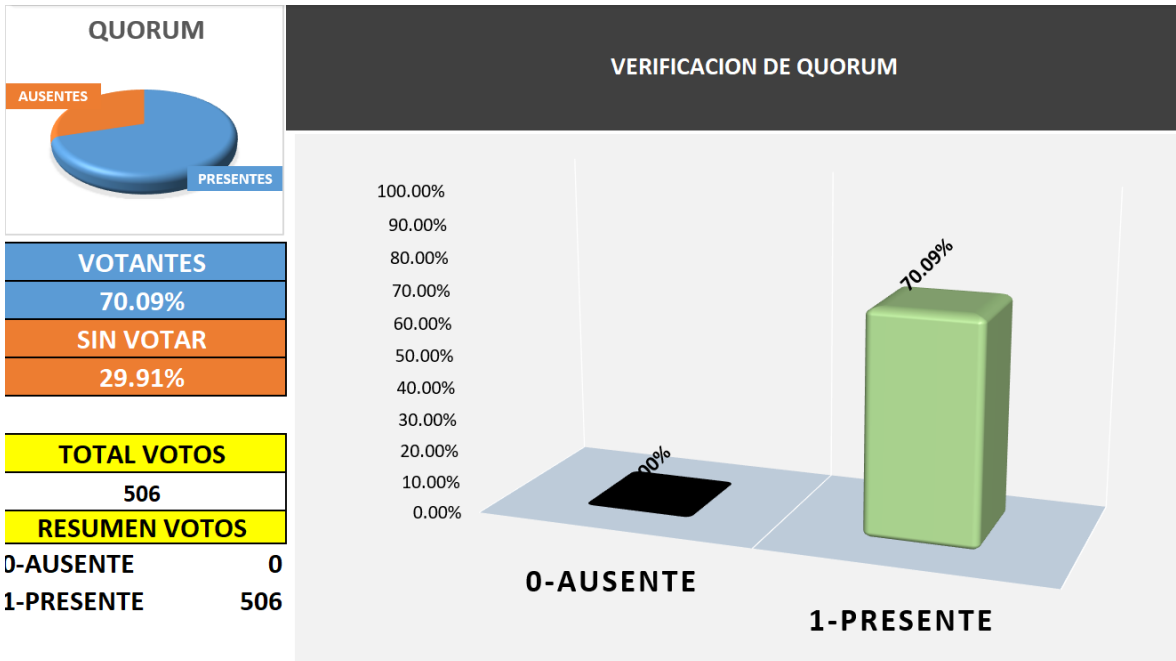 QUORUM
AUSENTES
PRESENTES
VOTANTES
70.09%
SIN VOTAR
29.91%
TOTAL VOTOS
506
RESUMEN VOTOS
0-AUSENTE 0
1-PRESENTE 506
VERIFICACION DE QUORUM
100.00%
90.00%
80.00%
70.00%
60.00%
50.00%
40.00%
30.00%
20.00%
10.00%
0.00%
00%
70.09%
0-AUSENTE
1-PRESENTE